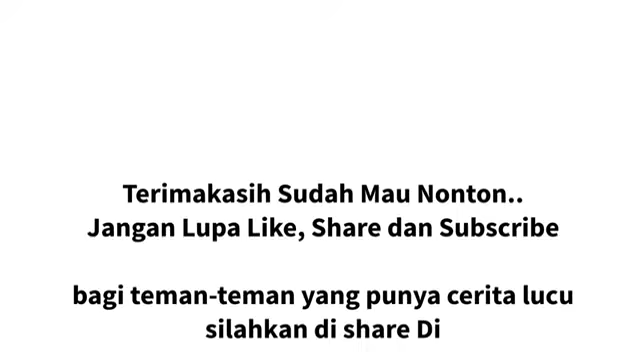 Terimakasih Sudah Mau Nonton..
Jangan Lupa Like, Share dan Subscribe
bagi teman-teman yang punya cerita lucu
silahkan di share Di